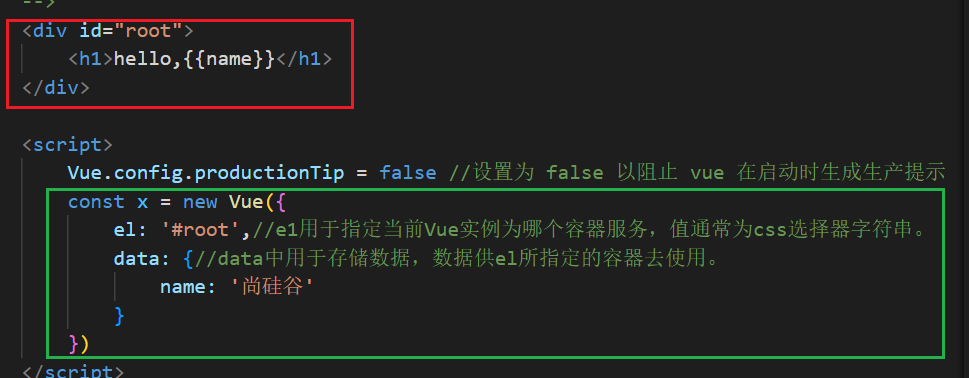 -->
<div id="root">
<h1>hello,{{name}}</h1>
</div>
<script>
Vue.config.productionTip = false //设置为 false 以阻止 vue 在启动时生成生产提示
const x = new Vue({
el: '#root',//e1用于指定当前Vue实例为哪个容器服务，值通常为css选择器字符串。
data: {//data中用于存储数据，数据供el所指定的容器去使用。
name: '尚硅谷'
}
})
</script>